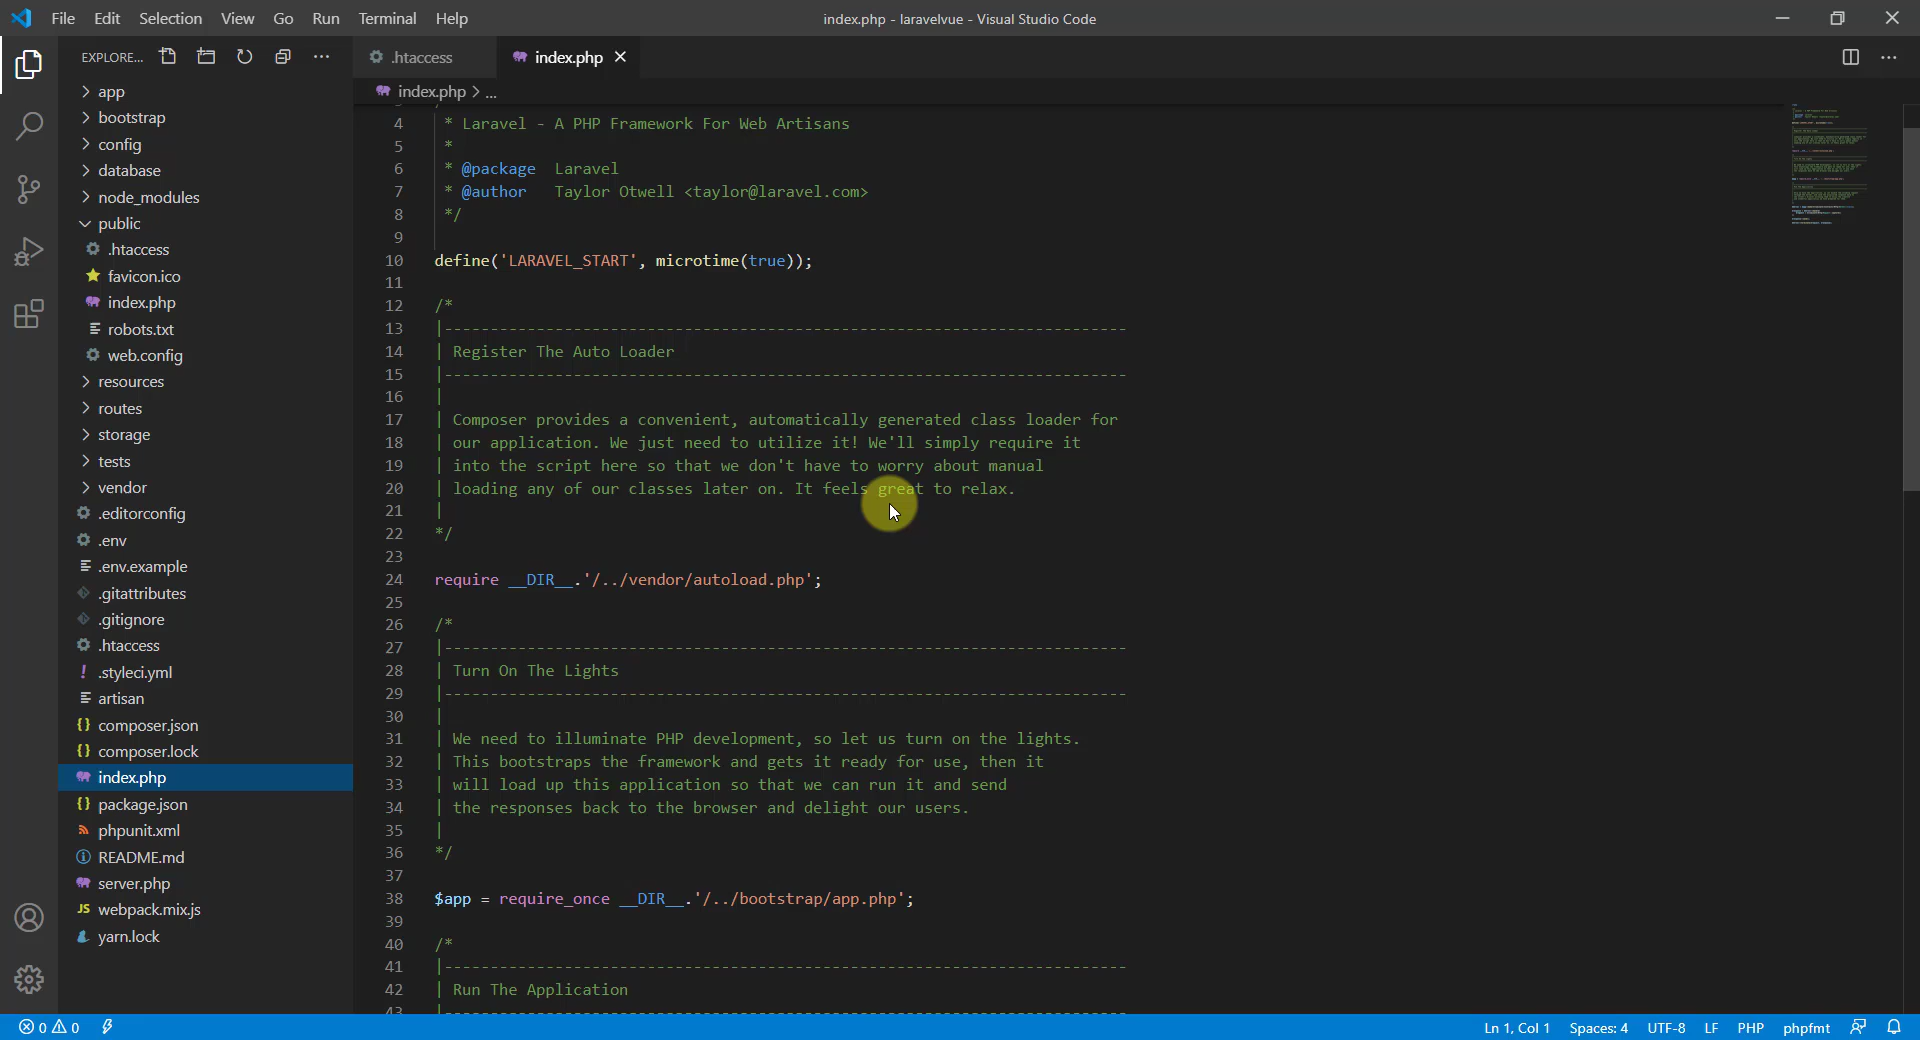 File Edit Selection View Go Run Terminal Help
index.php - laravelvue - Visual Studio Code
EXPLORE...
.htaccess
index.php
index.php > ...
app
bootstrap
config
database
node_modules
public
.htaccess
favicon.ico
index.php
robots.txt
web.config
resources
routes
storage
tests
vendor
.editorconfig
.env
.env.example
.gitattributes
.gitignore
.htaccess
.styleci.yml
artisan
composer.json
composer.lock
index.php
package.json
phpunit.xml
README.md
server.php
JS webpack.mix.js
yarn.lock
4 * Laravel - A PHP Framework For Web Artisans
5 *
6 * @package Laravel
7 * @author Taylor Otwell <taylor@laravel.com>
8 */
9
10 define('LARAVEL_START', microtime(true));
11
12 /*
13 |--------------------------------------------------------------------------
14 | Register The Auto Loader
15 |--------------------------------------------------------------------------
16 |
17 | Composer provides a convenient, automatically generated class loader for
18 | our application. We just need to utilize it! We'll simply require it
19 | into the script here so that we don't have to worry about manual
20 | loading any of our classes later on. It feels great to relax.
21 |
22 */
23
24 require __DIR__.'/../vendor/autoload.php';
25
26 /*
27 |--------------------------------------------------------------------------
28 | Turn On The Lights
29 |--------------------------------------------------------------------------
30 |
31 | We need to illuminate PHP development, so let us turn on the lights.
32 | This bootstraps the framework and gets it ready for use, then it
33 | will load up this application so that we can run it and send
34 | the responses back to the browser and delight our users.
35 |
36 */
37
38 $app = require_once __DIR__.'/../bootstrap/app.php';
39
40 /*
41 |--------------------------------------------------------------------------
42 | Run The Application
43 |--------------------------------------------------------------------------
0 0
Ln 1, Col 1 Spaces: 4 UTF-8 LF PHP phpfmt